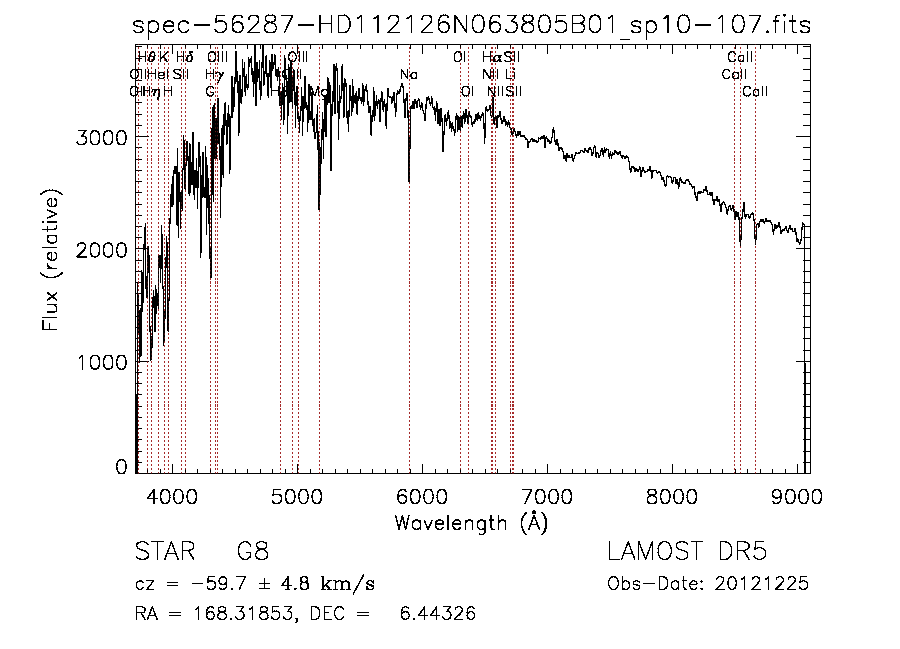 spec-56287-HD112126N063805B01_sp10-107.fits
Hθ K Hδ OIII OIII OI Hα SII CaII
OII HeI SII Hγ Na NII Li CaII
Hη H G Mg OI NII SII CaII
Flux (relative)
3000
2000
1000
0
4000 5000 6000 7000 8000 9000
Wavelength (Å)
STAR G8 LAMOST DR5
cz = −59.7 ± 4.8 km/s Obs-Date: 20121225
RA = 168.31853, DEC = 6.44326